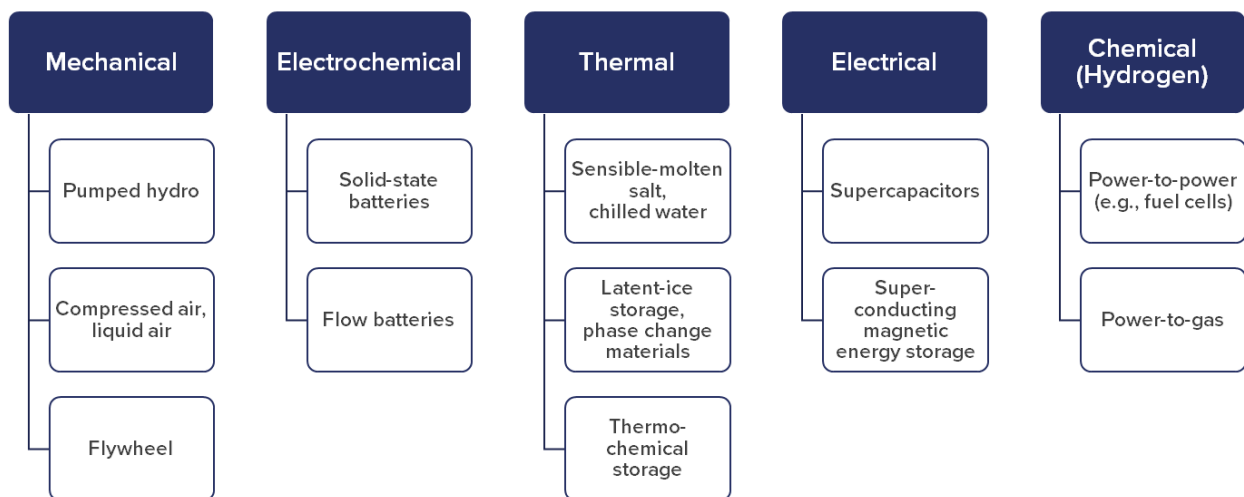 Mechanical
Pumped hydro
Compressed air,
liquid air
Flywheel
Electrochemical
Solid-state
batteries
Flow batteries
Thermal
Sensible-molten
salt,
chilled water
Latent-ice
storage,
phase change
materials
Thermo-
chemical
storage
Electrical
Supercapacitors
Super-
conducting
magnetic
energy storage
Chemical
(Hydrogen)
Power-to-power
(e.g., fuel cells)
Power-to-gas